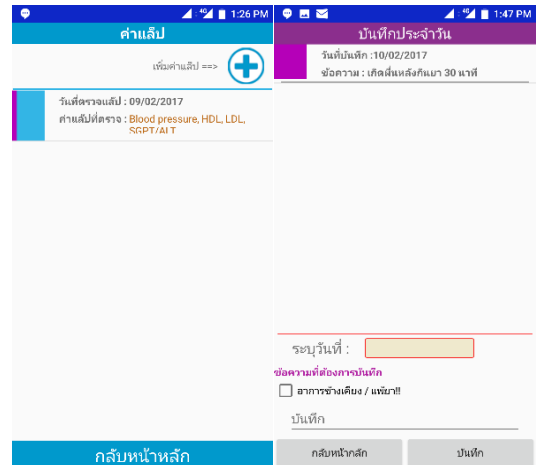 1:26 PM
ค่าแล็ป
เพิ่มค่าแลป ==>
วันที่ตรวจแลป : 09/02/2017
ค่าแลปที่ตรวจ : Blood pressure, HDL, LDL,
SGPT/ALT
กลับหน้าหลัก
4G 1:47 PM
บันทึกประจำวัน
วันที่บันทึก :10/02/2017
ข้อความ : เกิดผื่นหลังกินยา 30 นาที
ระบุวันที่ :
ข้อความที่ต้องการบันทึก
อาการข้างเคียง / แพ้ยา!!
บันทึก
กลับหน้ากลัก
บันทึก